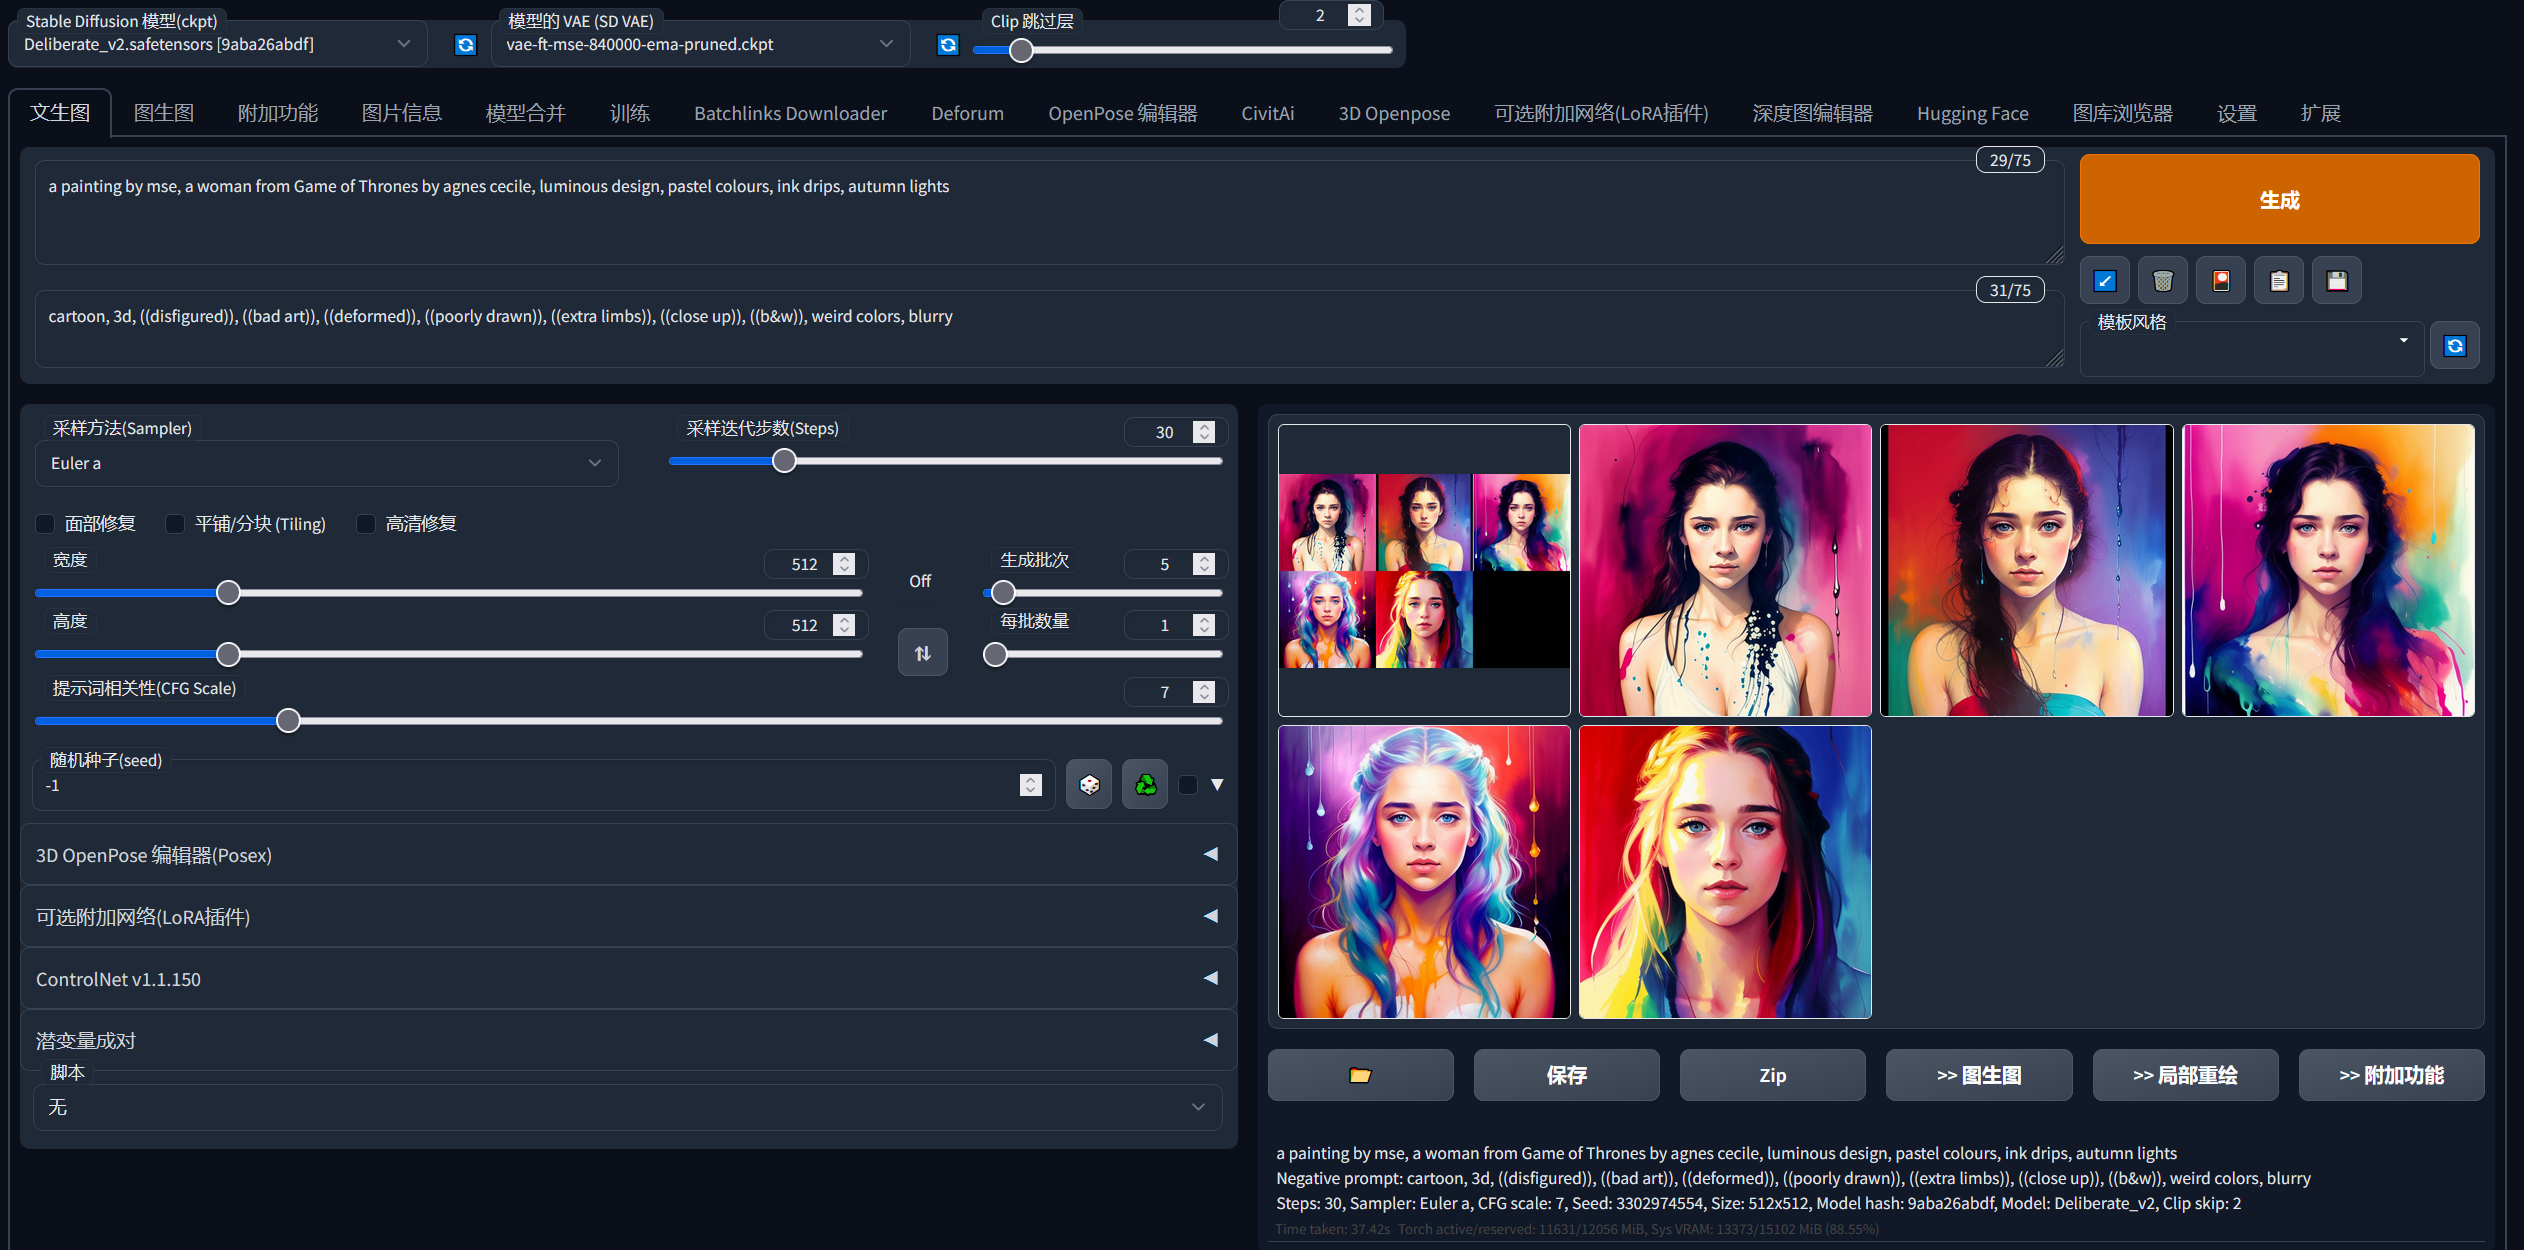 Stable Diffusion 模型(ckpt)
Deliberate_v2.safetensors [9aba26abdf]
模型的 VAE (SD VAE)
vae-ft-mse-840000-ema-pruned.ckpt
Clip 跳过层
2
文生图 图生图 附加功能 图片信息 模型合并 训练 Batchlinks Downloader Deforum OpenPose 编辑器 CivitAi 3D Openpose 可选附加网络(LoRA插件) 深度图编辑器 Hugging Face 图库浏览器 设置 扩展
29/75
a painting by mse, a woman from Game of Thrones by agnes cecile, luminous design, pastel colours, ink drips, autumn lights
生成
31/75
cartoon, 3d, ((disfigured)), ((bad art)), ((deformed)), ((poorly drawn)), ((extra limbs)), ((close up)), ((b&w)), weird colors, blurry
模板风格
采样方法(Sampler)
Euler a
采样迭代步数(Steps)
30
面部修复 平铺/分块 (Tiling) 高清修复
宽度
512
Off
生成批次
5
高度
512
每批数量
1
提示词相关性(CFG Scale)
7
随机种子(seed)
-1
3D OpenPose 编辑器(Posex)
可选附加网络(LoRA插件)
ControlNet v1.1.150
潜变量成对
脚本
无
保存 Zip >> 图生图 >> 局部重绘 >> 附加功能
a painting by mse, a woman from Game of Thrones by agnes cecile, luminous design, pastel colours, ink drips, autumn lights
Negative prompt: cartoon, 3d, ((disfigured)), ((bad art)), ((deformed)), ((poorly drawn)), ((extra limbs)), ((close up)), ((b&w)), weird colors, blurry
Steps: 30, Sampler: Euler a, CFG scale: 7, Seed: 3302974554, Size: 512x512, Model hash: 9aba26abdf, Model: Deliberate_v2, Clip skip: 2
Time taken: 37.42s Torch active/reserved: 11631/12056 MiB, Sys VRAM: 13373/15102 MiB (88.55%)